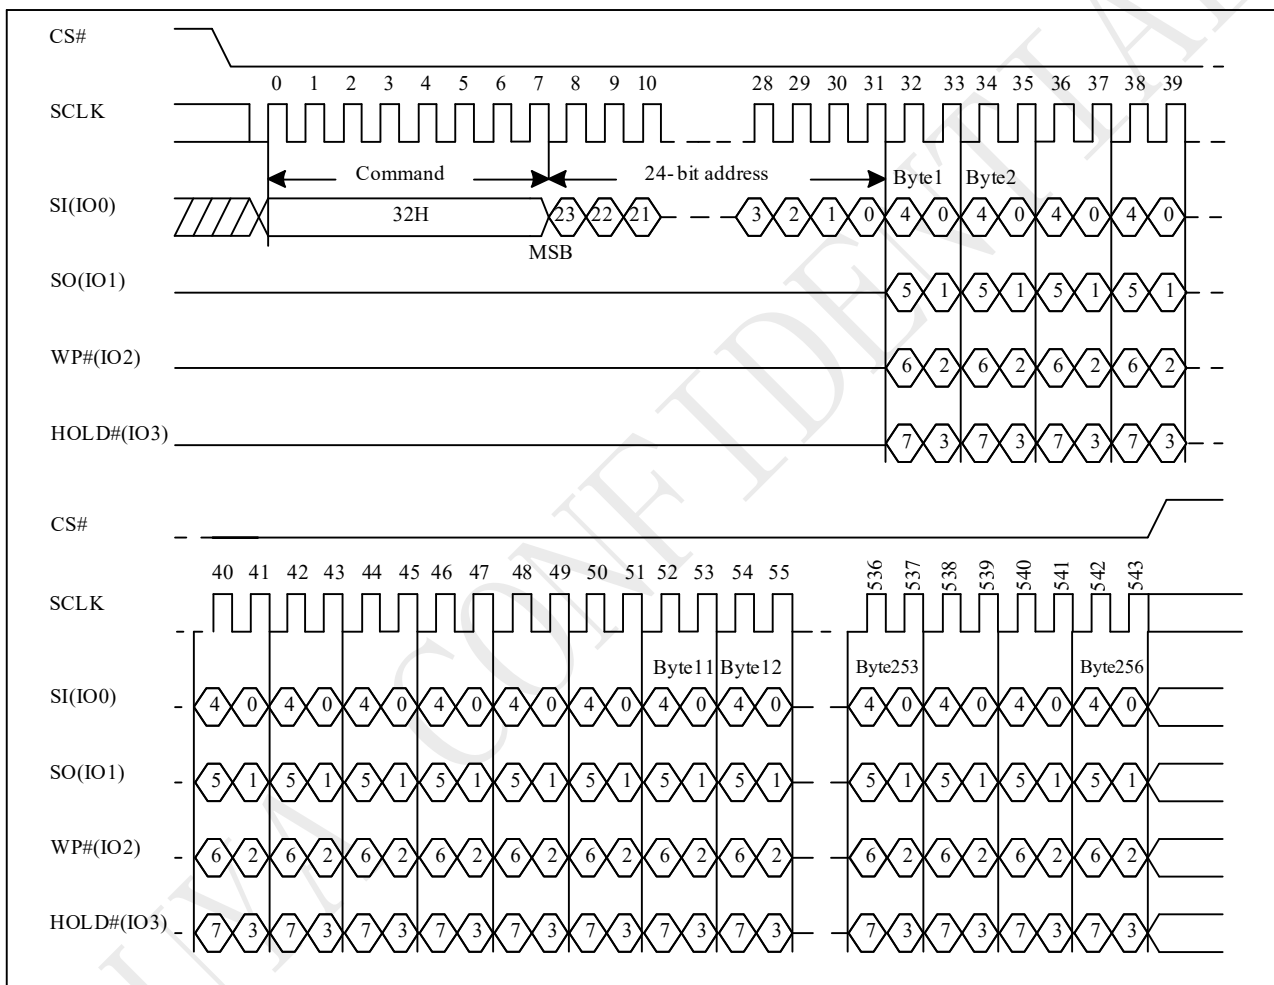 CS#
0 1 2 3 4 5 6 7 8 9 10 28 29 30 31 32 33 34 35 36 37 38 39
SCLK
Command 24-bit address Byte1 Byte2
SI(IO0) 32H 23 22 21 3 2 1 0 4 0 4 0 4 0 4 0
MSB
SO(IO1) 5 1 5 1 5 1 5 1
WP#(IO2) 6 2 6 2 6 2 6 2
HOLD#(IO3) 7 3 7 3 7 3 7 3
CS#
40 41 42 43 44 45 46 47 48 49 50 51 52 53 54 55 536 537 538 539 540 541 542 543
SCLK
Byte11 Byte12 Byte253 Byte256
SI(IO0) 4 0 4 0 4 0 4 0 4 0 4 0 4 0 4 0 4 0 4 0 4 0 4 0
SO(IO1) 5 1 5 1 5 1 5 1 5 1 5 1 5 1 5 1 5 1 5 1 5 1 5 1
WP#(IO2) 6 2 6 2 6 2 6 2 6 2 6 2 6 2 6 2 6 2 6 2 6 2 6 2
HOLD#(IO3) 7 3 7 3 7 3 7 3 7 3 7 3 7 3 7 3 7 3 7 3 7 3 7 3
UYA CONFIDENTIAL